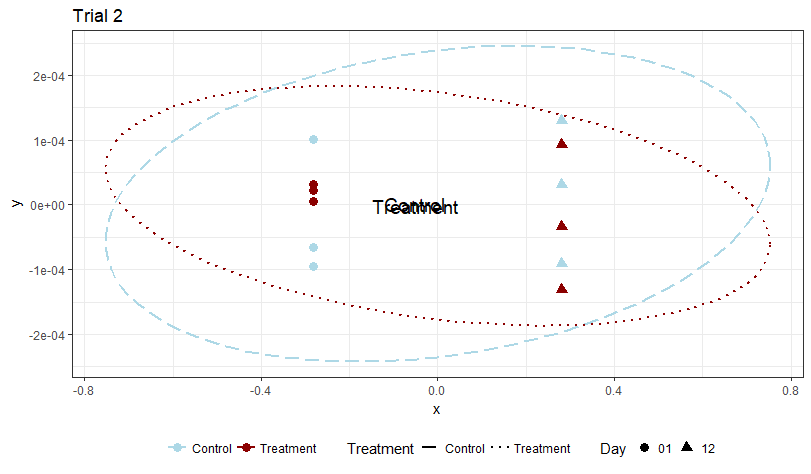 Trial 2
2e-04
1e-04
0e+00
-1e-04
-2e-04
y
Control
Treatment
-0.8 -0.4 0.0 0.4 0.8
x
Control Treatment Treatment Control Treatment Day 01 12